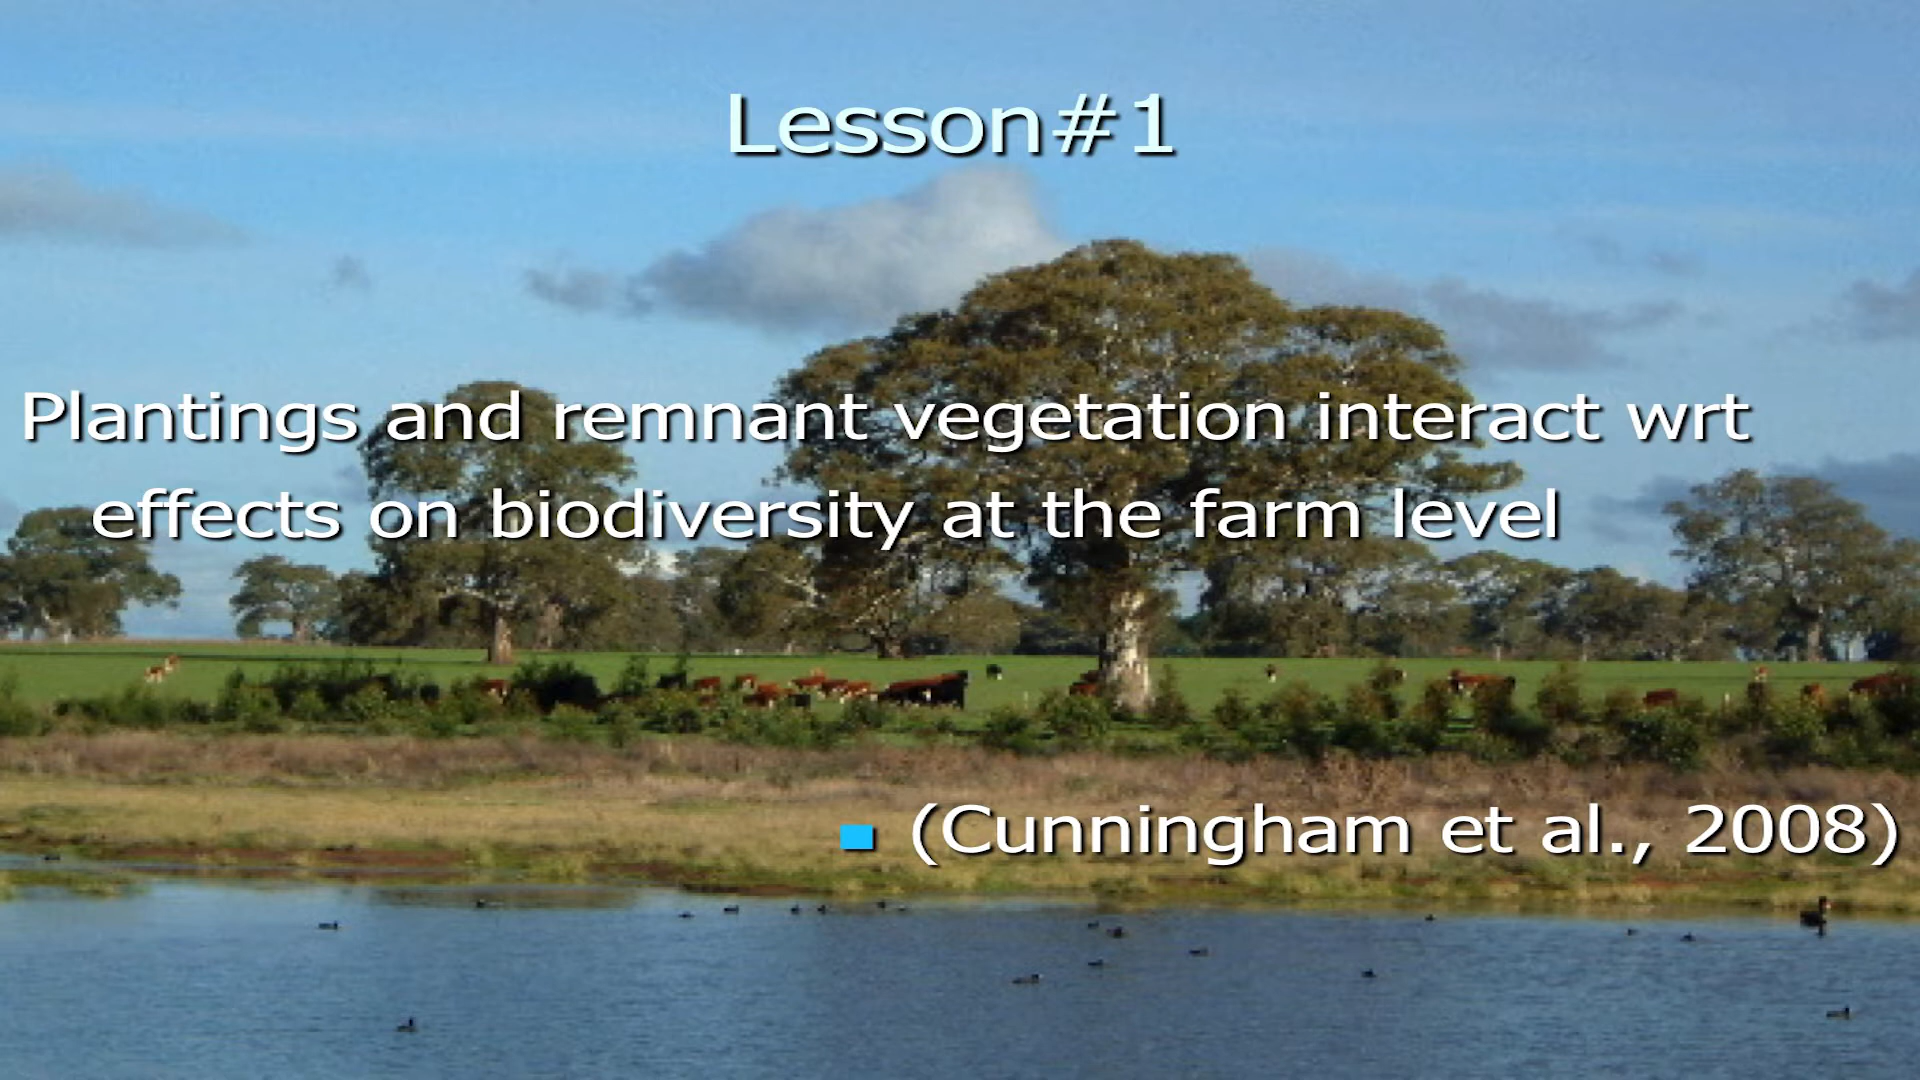 Lesson#1
Plantings and remnant vegetation interact wrt
effects on biodiversity at the farm level
(Cunningham et al., 2008)